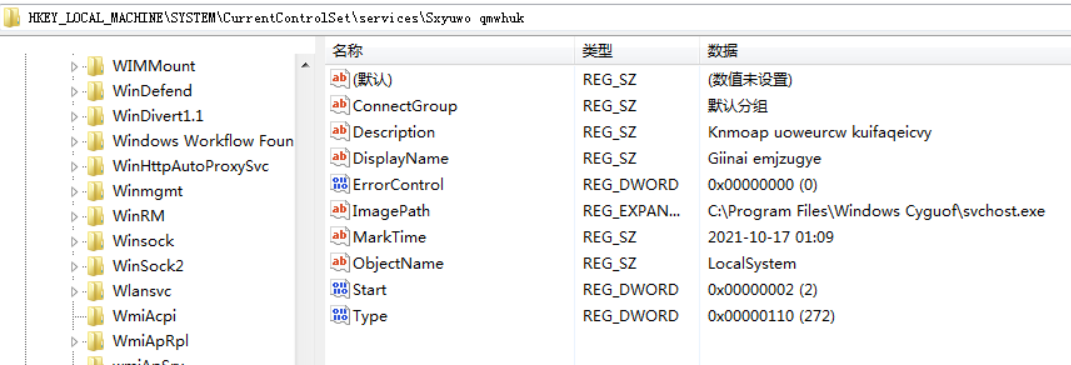 HKEY_LOCAL_MACHINE\SYSTEM\CurrentControlSet\services\Sxyuwo qmwhuk
WIMMount
WinDefend
WinDivert1.1
Windows Workflow Foun
WinHttpAutoProxySvc
Winmgmt
WinRM
Winsock
WinSock2
Wlansvc
WmiAcpi
WmiApRpl
wmiApSrv
名称 类型 数据
(默认) REG_SZ (数值未设置)
ConnectGroup REG_SZ 默认分组
Description REG_SZ Knmoap uoweurcw kuifaqeicvy
DisplayName REG_SZ Giinai emjzugye
ErrorControl REG_DWORD 0x00000000 (0)
ImagePath REG_EXPAN... C:\Program Files\Windows Cyguof\svchost.exe
MarkTime REG_SZ 2021-10-17 01:09
ObjectName REG_SZ LocalSystem
Start REG_DWORD 0x00000002 (2)
Type REG_DWORD 0x00000110 (272)